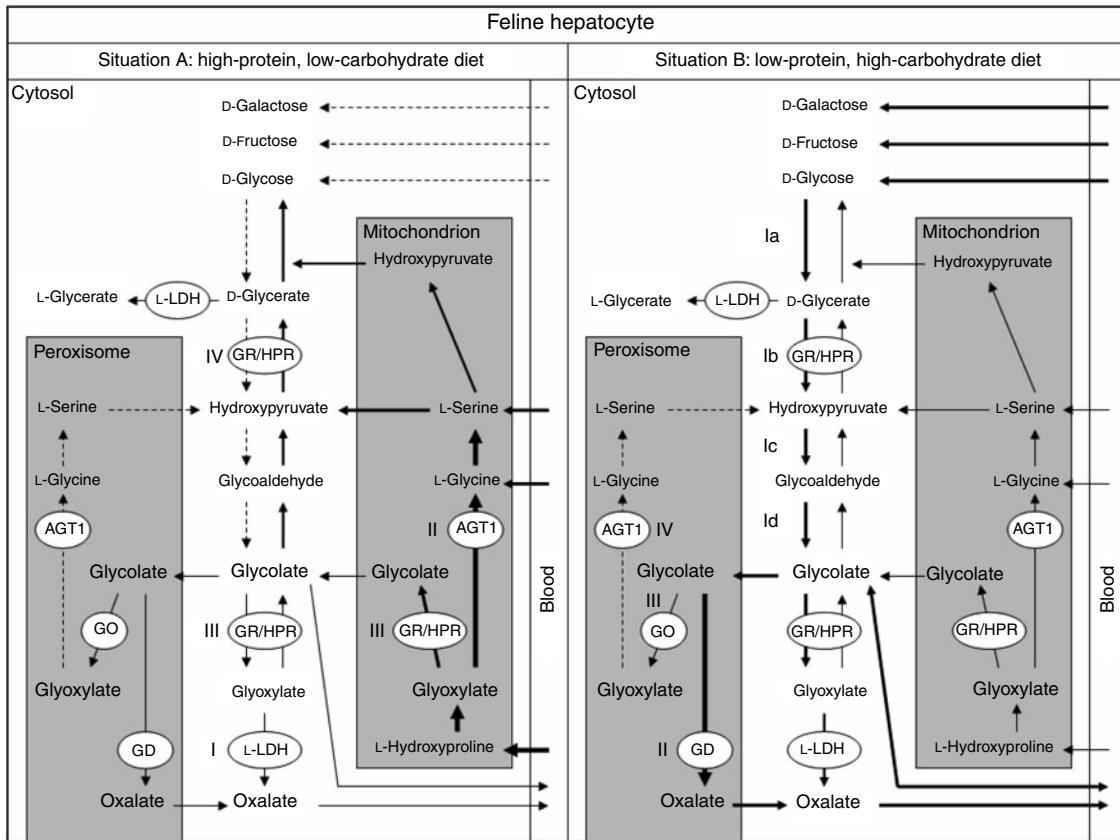 Feline hepatocyte
Situation A: high-protein, low-carbohydrate diet
Cytosol
D-Galactose
D-Fructose
D-Glycose
Mitochondrion
Hydroxypyruvate
L-Glycerate
L-LDH
D-Glycerate
Peroxisome
IV
GR/HPR
L-Serine
Hydroxypyruvate
L-Serine
L-Glycine
Glycoaldehyde
L-Glycine
AGT1
II
AGT1
Glycolate
Glycolate
Glycolate
GO
III
GR/HPR
III
GR/HPR
Glyoxylate
Glyoxylate
Glyoxylate
GD
I
L-LDH
L-Hydroxyproline
Oxalate
Oxalate
Blood
Situation B: low-protein, high-carbohydrate diet
Cytosol
D-Galactose
D-Fructose
D-Glycose
Ia
Mitochondrion
Hydroxypyruvate
L-Glycerate
L-LDH
D-Glycerate
Peroxisome
Ib
GR/HPR
L-Serine
Hydroxypyruvate
L-Serine
Ic
L-Glycine
Glycoaldehyde
L-Glycine
AGT1
IV
Id
AGT1
Glycolate
Glycolate
Glycolate
III
GO
GR/HPR
GR/HPR
Glyoxylate
Glyoxylate
Glyoxylate
II
GD
L-LDH
L-Hydroxyproline
Oxalate
Oxalate
Blood